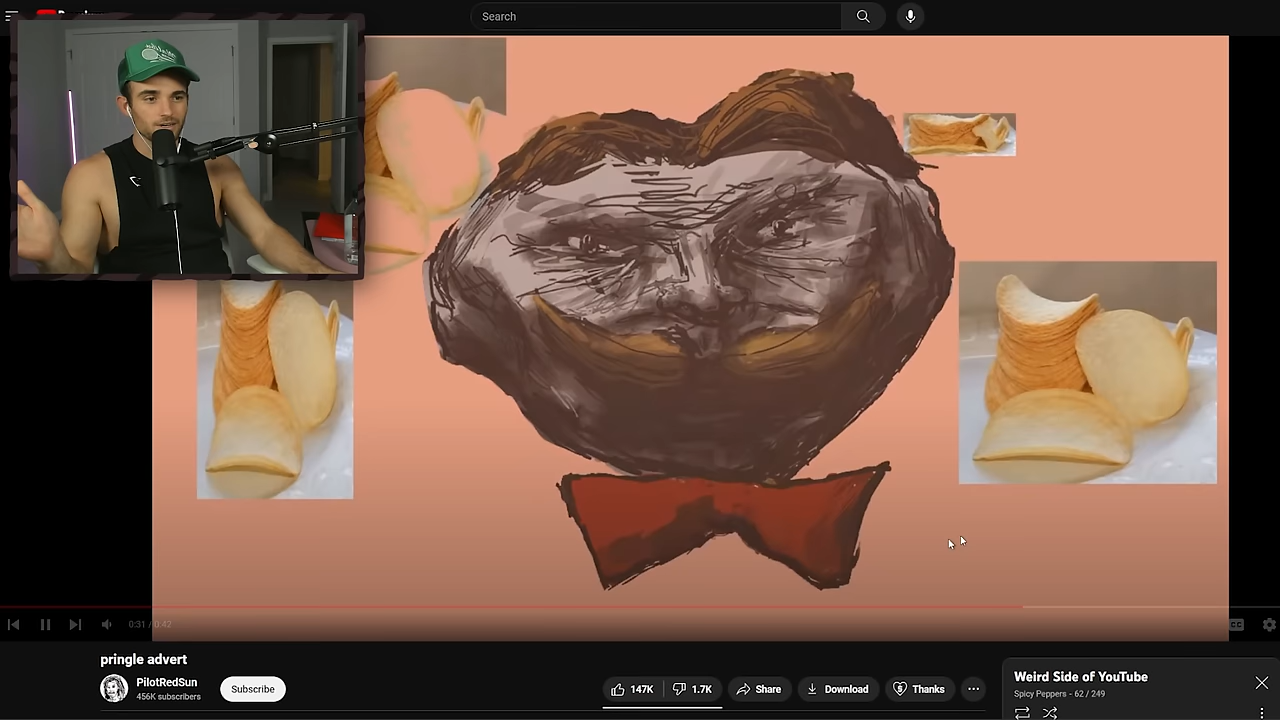 Search
0:31 / 0:42
CC
pringle advert
PilotRedSun
456K subscribers
Subscribe
147K
1.7K
Share
Download
Thanks
Weird Side of YouTube
Spicy Peppers - 62 / 249